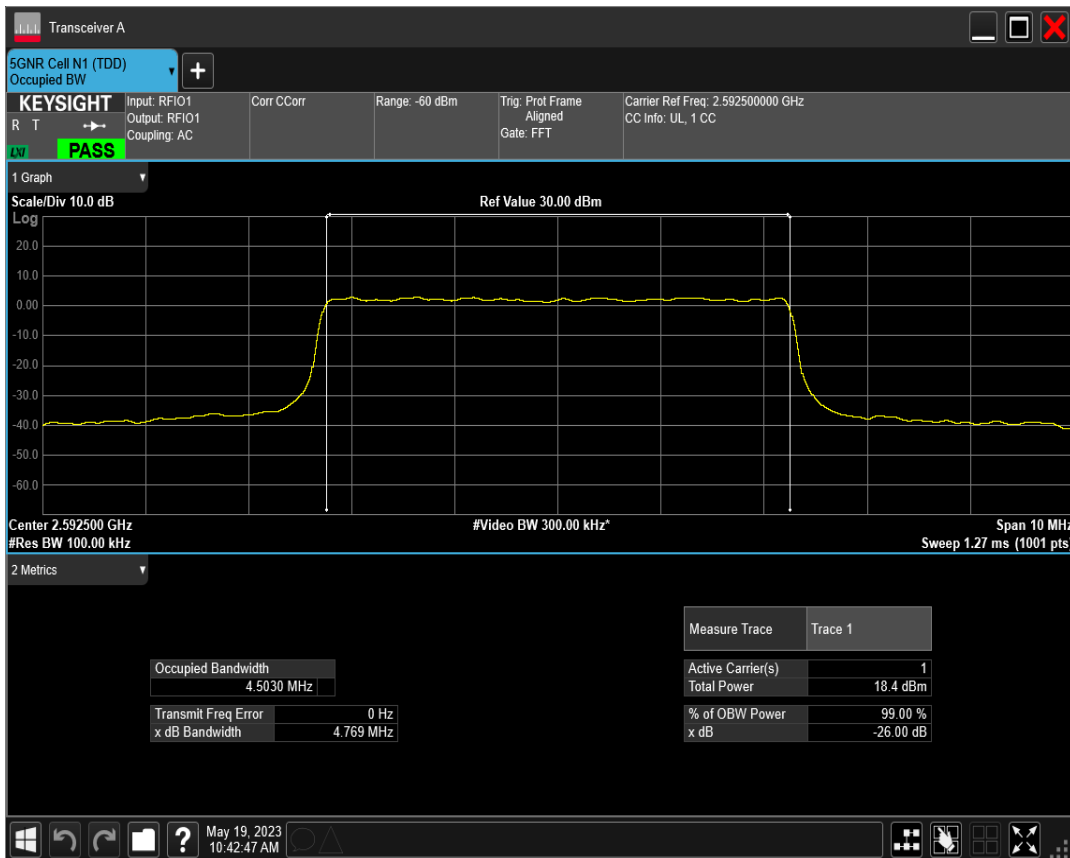 Transceiver A
5GNR Cell N1 (TDD)
Occupied BW
+
KEYSIGHT
R T
LXI
PASS
Input: RFIO1
Output: RFIO1
Coupling: AC
Corr CCorr
Range: -60 dBm
Trig: Prot Frame
Aligned
Gate: FFT
Carrier Ref Freq: 2.592500000 GHz
CC Info: UL, 1 CC
1 Graph
Scale/Div 10.0 dB
Ref Value 30.00 dBm
Log
20.0
10.0
0.00
-10.0
-20.0
-30.0
-40.0
-50.0
-60.0
Center 2.592500 GHz
#Video BW 300.00 kHz*
Span 10 MHz
#Res BW 100.00 kHz
Sweep 1.27 ms (1001 pts)
2 Metrics
Measure Trace Trace 1
Occupied Bandwidth
4.5030 MHz
Active Carrier(s) 1
Total Power 18.4 dBm
Transmit Freq Error 0 Hz
x dB Bandwidth 4.769 MHz
% of OBW Power 99.00 %
x dB -26.00 dB
?
May 19, 2023
10:42:47 AM